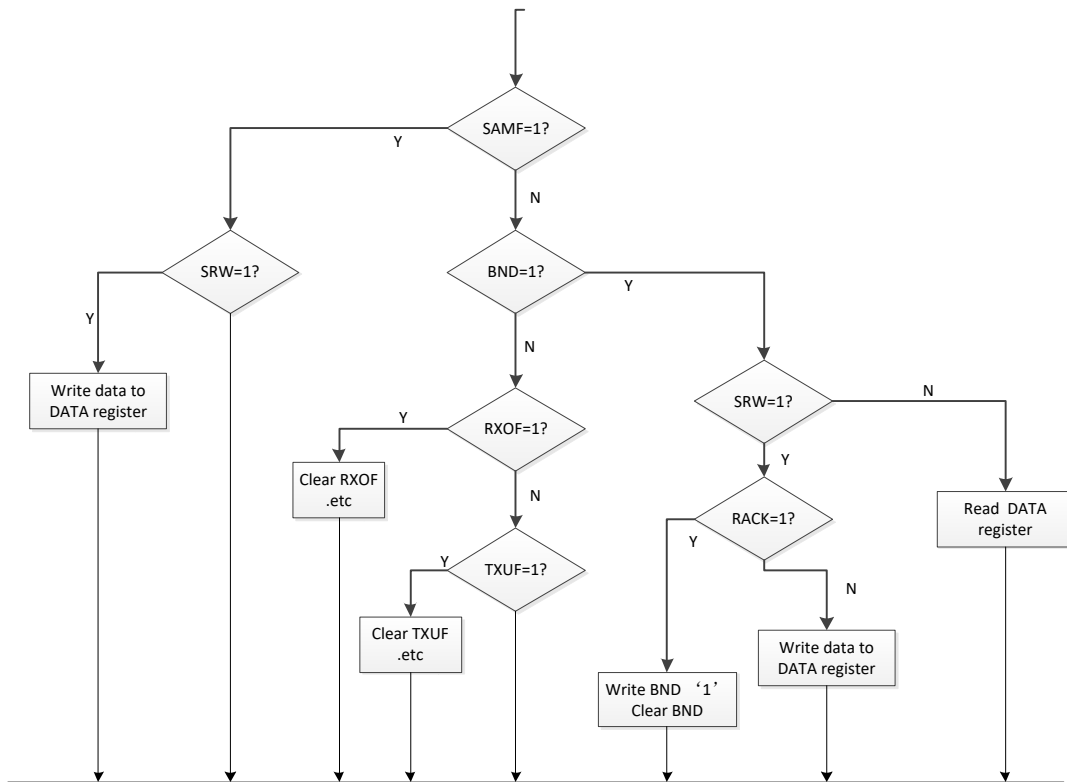 SAMF=1?
Y
N
SRW=1?
BND=1?
Y
Y
N
Write data to
DATA register
SRW=1?
N
RXOF=1?
Y
Clear RXOF
.etc
Y
N
RACK=1?
Y
Read  DATA
register
TXUF=1?
Y
N
Clear TXUF
.etc
Write data to
DATA register
Write BND ‘1’
Clear BND